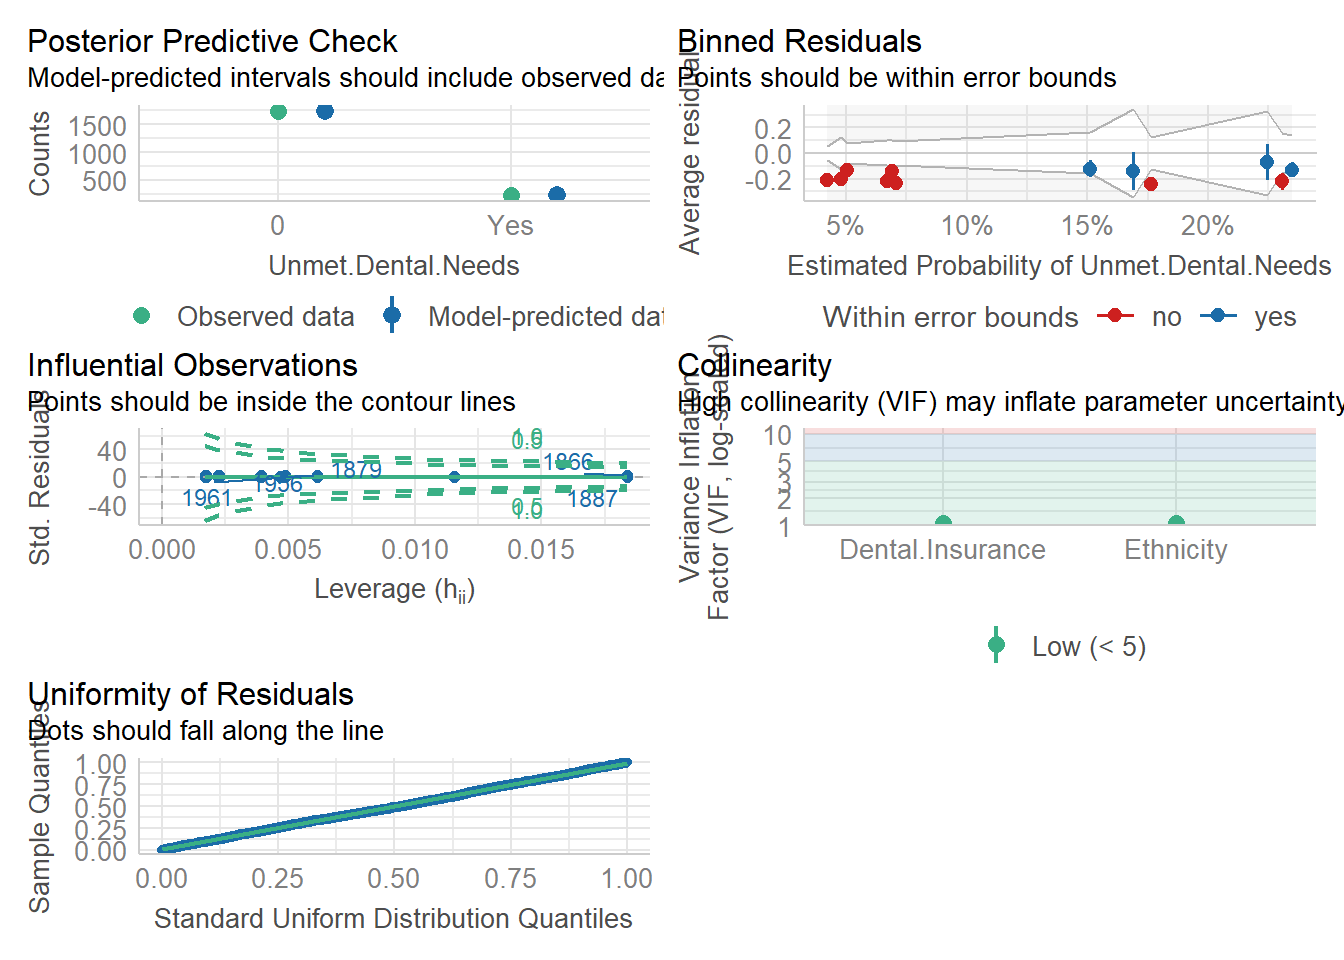 Posterior Predictive Check
Model-predicted intervals should include observed da
Counts
1500
1000
500
0
Yes
Unmet.Dental.Needs
Observed data
Model-predicted dat
Binned Residuals
Points should be within error bounds
Average residual
0.2
0.0
-0.2
5%
10%
15%
20%
Estimated Probability of Unmet.Dental.Needs
Within error bounds
no
yes
Influential Observations
Points should be inside the contour lines
Std. Residuals
40
0
-40
1961
1956
1879
1866
1887
0.5
1.0
0.000
0.005
0.010
0.015
Leverage (hii)
Collinearity
High collinearity (VIF) may inflate parameter uncertainty
Variance Inflation
Factor (VIF, log-scaled)
10
5
3
2
1
Dental.Insurance
Ethnicity
Low (< 5)
Uniformity of Residuals
Dots should fall along the line
Sample Quantiles
1.00
0.75
0.50
0.25
0.00
0.00
0.25
0.50
0.75
1.00
Standard Uniform Distribution Quantiles